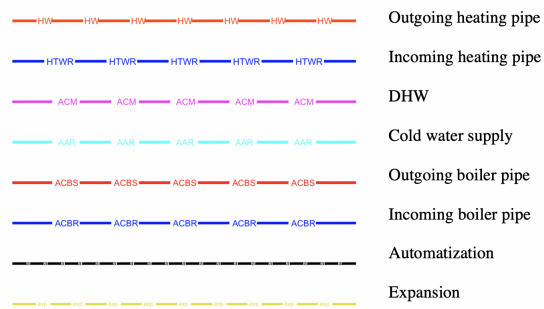 HW HW HW HW HW HW HW Outgoing heating pipe
HTWR HTWR HTWR HTWR HTWR Incoming heating pipe
ACM ACM ACM ACM ACM DHW
AAR AAR AAR AAR AAR Cold water supply
ACBS ACBS ACBS ACBS ACBS Outgoing boiler pipe
ACBR ACBR ACBR ACBR ACBR Incoming boiler pipe
Automatization
Expansion